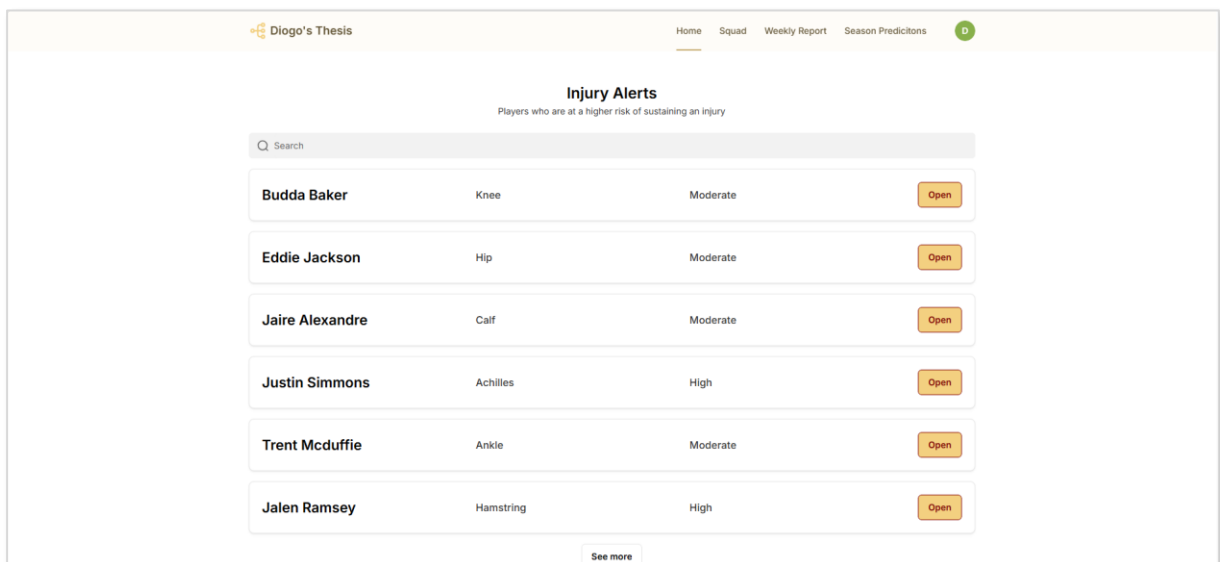 Diogo's Thesis Home Squad Weekly Report Season Predicitons D
Injury Alerts
Players who are at a higher risk of sustaining an injury
Search
Budda Baker Knee Moderate Open
Eddie Jackson Hip Moderate Open
Jaire Alexandre Calf Moderate Open
Justin Simmons Achilles High Open
Trent Mcduffie Ankle Moderate Open
Jalen Ramsey Hamstring High Open
See more